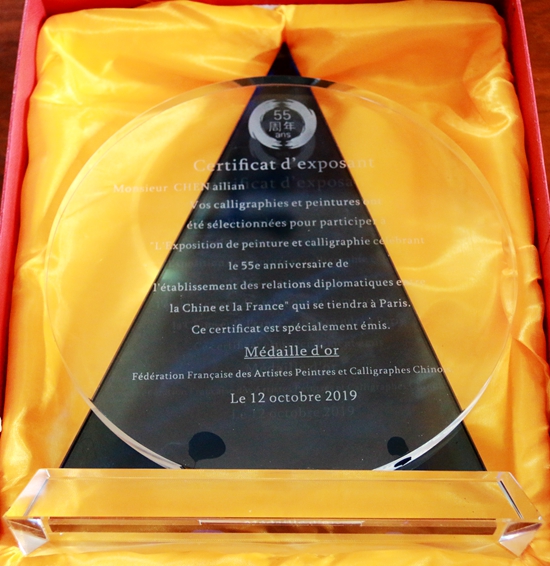 55
周年
ans
Certificat d'exposant
Monsieur CHEN ailian
Vos calligraphies et peintures ont
été sélectionnées pour participer à
"L'Exposition de peinture et calligraphie célébrant
le 55e anniversaire de
l'établissement des relations diplomatiques entre
la Chine et la France" qui se tiendra à Paris.
Ce certificat est spécialement émis.
Médaille d'or
Fédération Française des Artistes Peintres et Calligraphes Chino
Le 12 octobre 2019